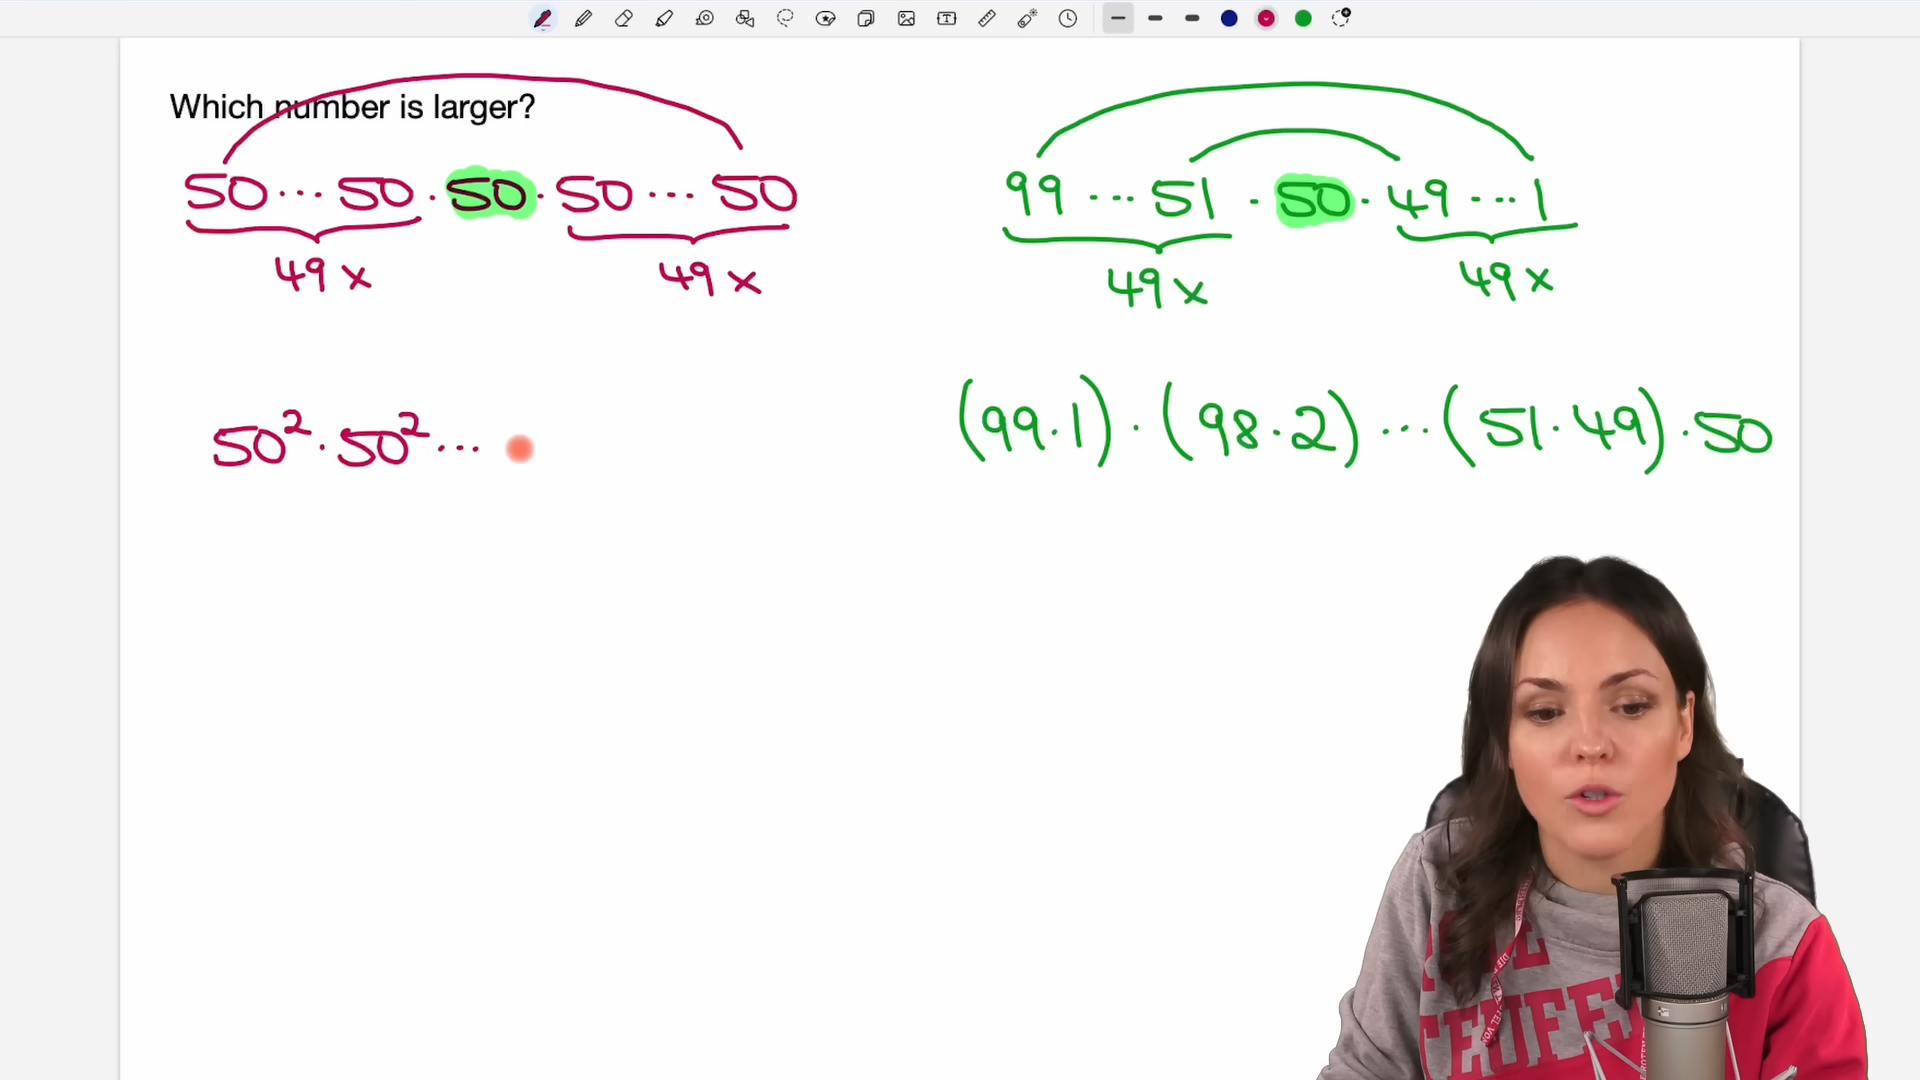 Which number is larger?
50 ... 50 · 50 · 50 ... 50
49 x 49 x
99 ... 51 · 50 · 49 ... 1
49 x 49 x
50² · 50² ...
(99·1) · (98·2) ... (51·49) · 50